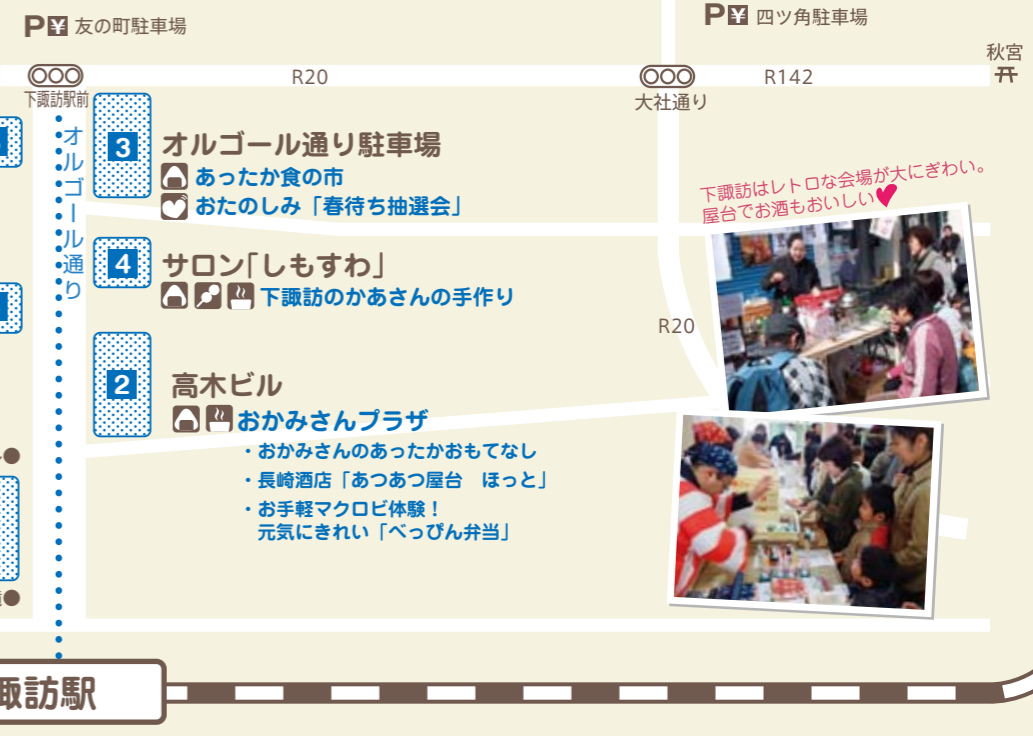 P¥ 友の町駐車場
P¥ 四ツ角駐車場
秋宮
R20
R142
下諏訪駅前
大社通り
オルゴール通り
3
オルゴール通り駐車場
あったか食の市
おたのしみ「春待ち抽選会」
下諏訪はレトロな会場が大にぎわい。
屋台でお酒もおいしい
4
サロン「しもすわ」
下諏訪のかあさんの手作り
R20
2
高木ビル
おかみさんプラザ
・おかみさんのあったかおもてなし
・長崎酒店「あつあつ屋台　ほっと」
・お手軽マクロビ体験！
元気にきれい「べっぴん弁当」
諏訪駅